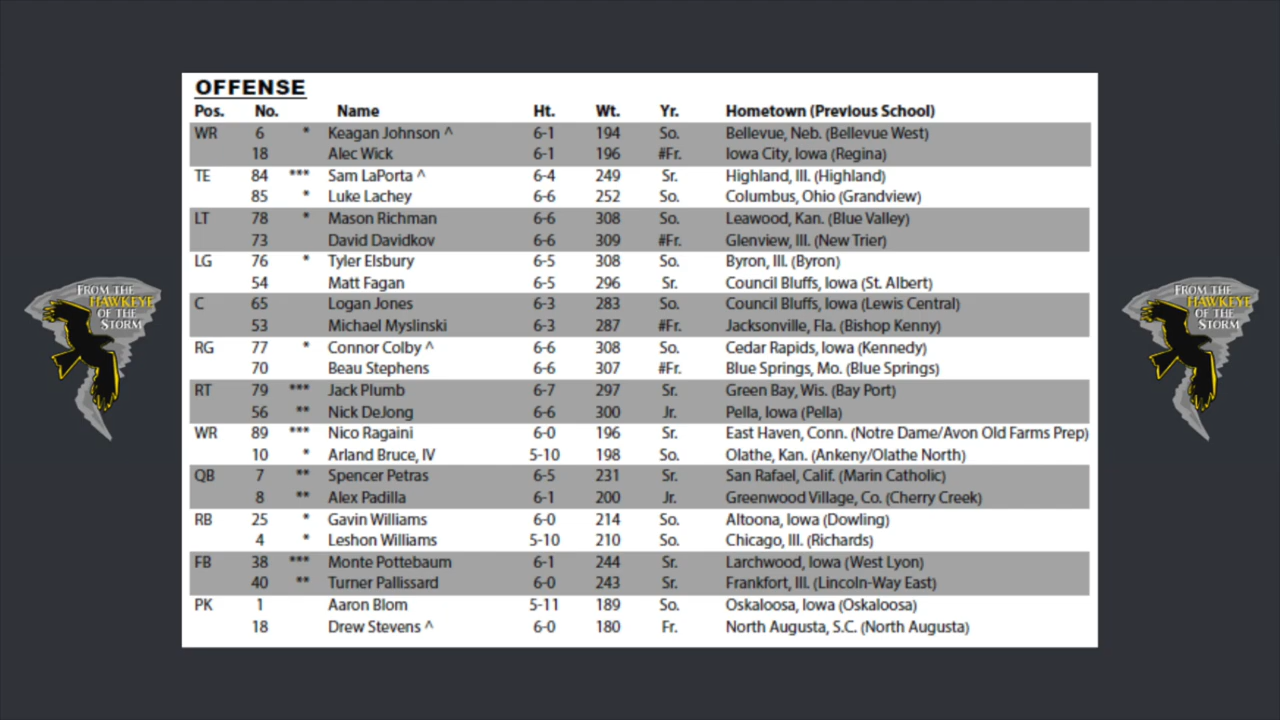 OFFENSE
Pos. No. Name Ht. Wt. Yr. Hometown (Previous School)
WR 6 * Keagan Johnson ^ 6-1 194 So. Bellevue, Neb. (Bellevue West)
18 Alec Wick 6-1 196 #Fr. Iowa City, Iowa (Regina)
TE 84 *** Sam LaPorta ^ 6-4 249 Sr. Highland, Ill. (Highland)
85 * Luke Lachey 6-6 252 So. Columbus, Ohio (Grandview)
LT 78 * Mason Richman 6-6 308 So. Leawood, Kan. (Blue Valley)
73 David Davidkov 6-6 309 #Fr. Glenview, Ill. (New Trier)
LG 76 * Tyler Elsbury 6-5 308 So. Byron, Ill. (Byron)
54 Matt Fagan 6-5 296 Sr. Council Bluffs, Iowa (St. Albert)
C 65 Logan Jones 6-3 283 So. Council Bluffs, Iowa (Lewis Central)
53 Michael Myslinski 6-3 287 #Fr. Jacksonville, Fla. (Bishop Kenny)
RG 77 * Connor Colby ^ 6-6 308 So. Cedar Rapids, Iowa (Kennedy)
70 Beau Stephens 6-6 307 #Fr. Blue Springs, Mo. (Blue Springs)
RT 79 *** Jack Plumb 6-7 297 Sr. Green Bay, Wis. (Bay Port)
56 ** Nick DeJong 6-6 300 Jr. Pella, Iowa (Pella)
WR 89 *** Nico Ragaini 6-0 196 Sr. East Haven, Conn. (Notre Dame/Avon Old Farms Prep)
10 * Arland Bruce, IV 5-10 198 So. Olathe, Kan. (Ankeny/Olathe North)
QB 7 ** Spencer Petras 6-5 231 Sr. San Rafael, Calif. (Marin Catholic)
8 ** Alex Padilla 6-1 200 Jr. Greenwood Village, Co. (Cherry Creek)
RB 25 * Gavin Williams 6-0 214 So. Altoona, Iowa (Dowling)
4 * Leshon Williams 5-10 210 So. Chicago, Ill. (Richards)
FB 38 *** Monte Pottebaum 6-1 244 Sr. Larchwood, Iowa (West Lyon)
40 ** Turner Pallissard 6-0 243 Sr. Frankfort, Ill. (Lincoln-Way East)
PK 1 Aaron Blom 5-11 189 So. Oskaloosa, Iowa (Oskaloosa)
18 Drew Stevens ^ 6-0 180 Fr. North Augusta, S.C. (North Augusta)
FROM THE
HAWKEYE
OF THE
STORM
FROM THE
HAWKEYE
OF THE
STORM